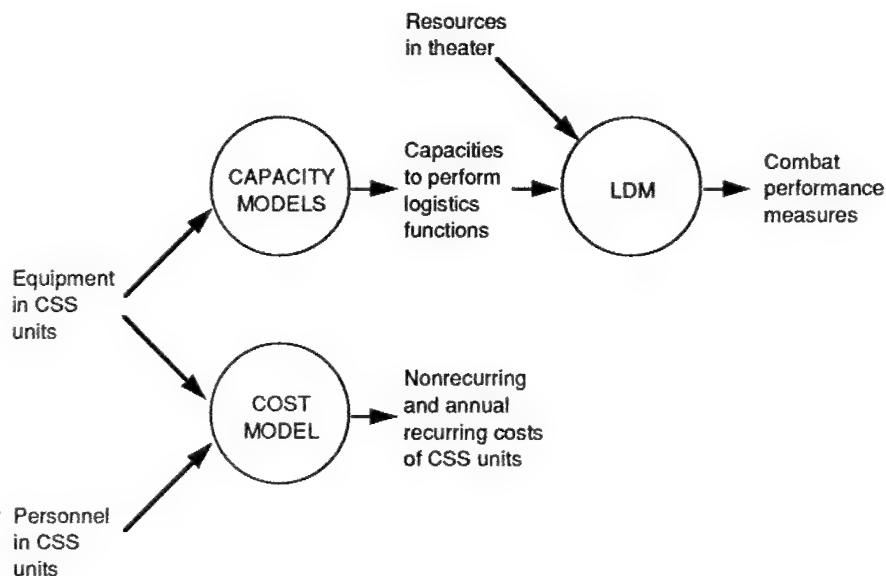 Resources
in theater
CAPACITY
MODELS
Capacities
to perform
logistics
functions
LDM
Combat
performance
measures
Equipment
in CSS
units
COST
MODEL
Nonrecurring
and annual
recurring costs
of CSS units
Personnel
in CSS
units